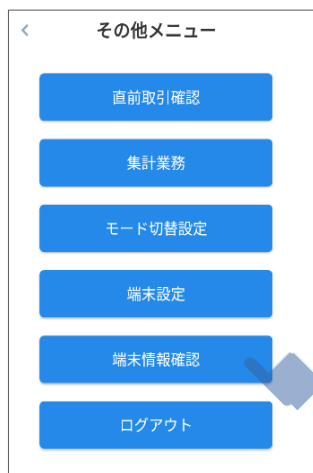 その他メニュー
直前取引確認
集計業務
モード切替設定
端末設定
端末情報確認
ログアウト